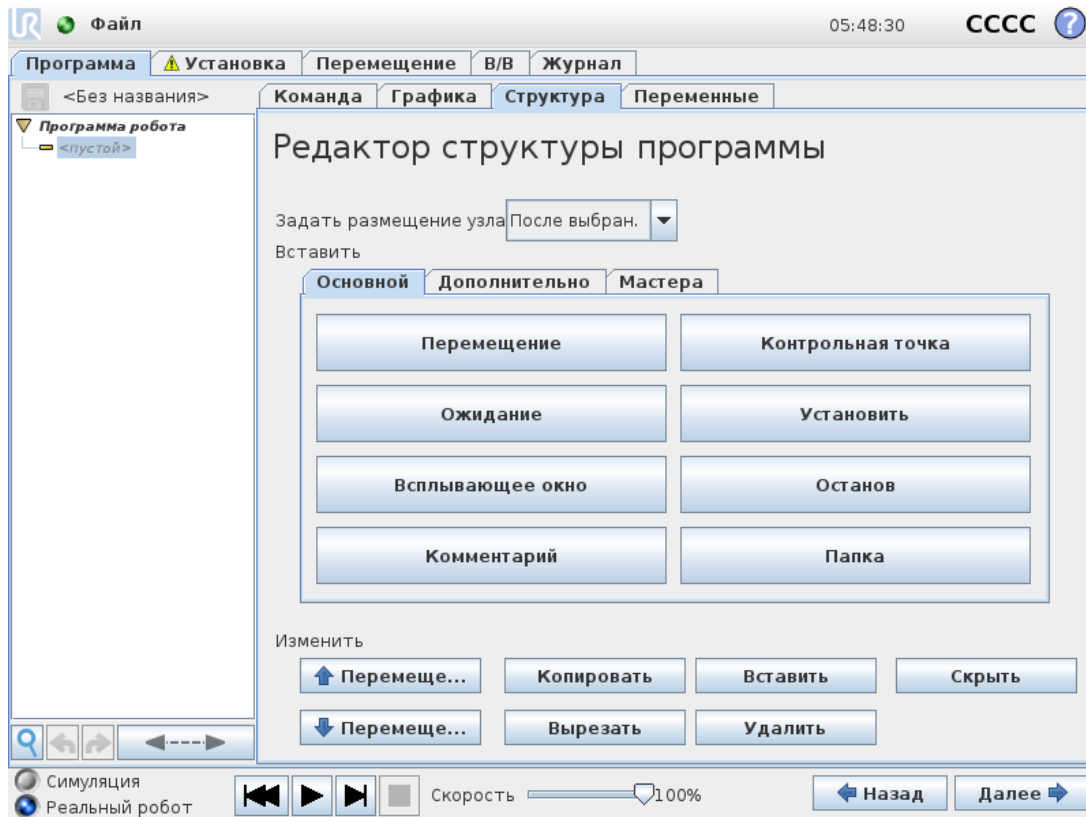 UR Файл 05:48:30 CCCC ?
Программа Установка Перемещение В/В Журнал
<Без названия>
Команда Графика Структура Переменные
Программа робота
<пустой>
Редактор структуры программы
Задать размещение узла После выбран.
Вставить
Основной Дополнительно Мастера
Перемещение Контрольная точка
Ожидание Установить
Всплывающее окно Останов
Комментарий Папка
Изменить
Перемеще... Копировать Вставить Скрыть
Перемеще... Вырезать Удалить
Симуляция
Реальный робот
Скорость 100%
Назад Далее